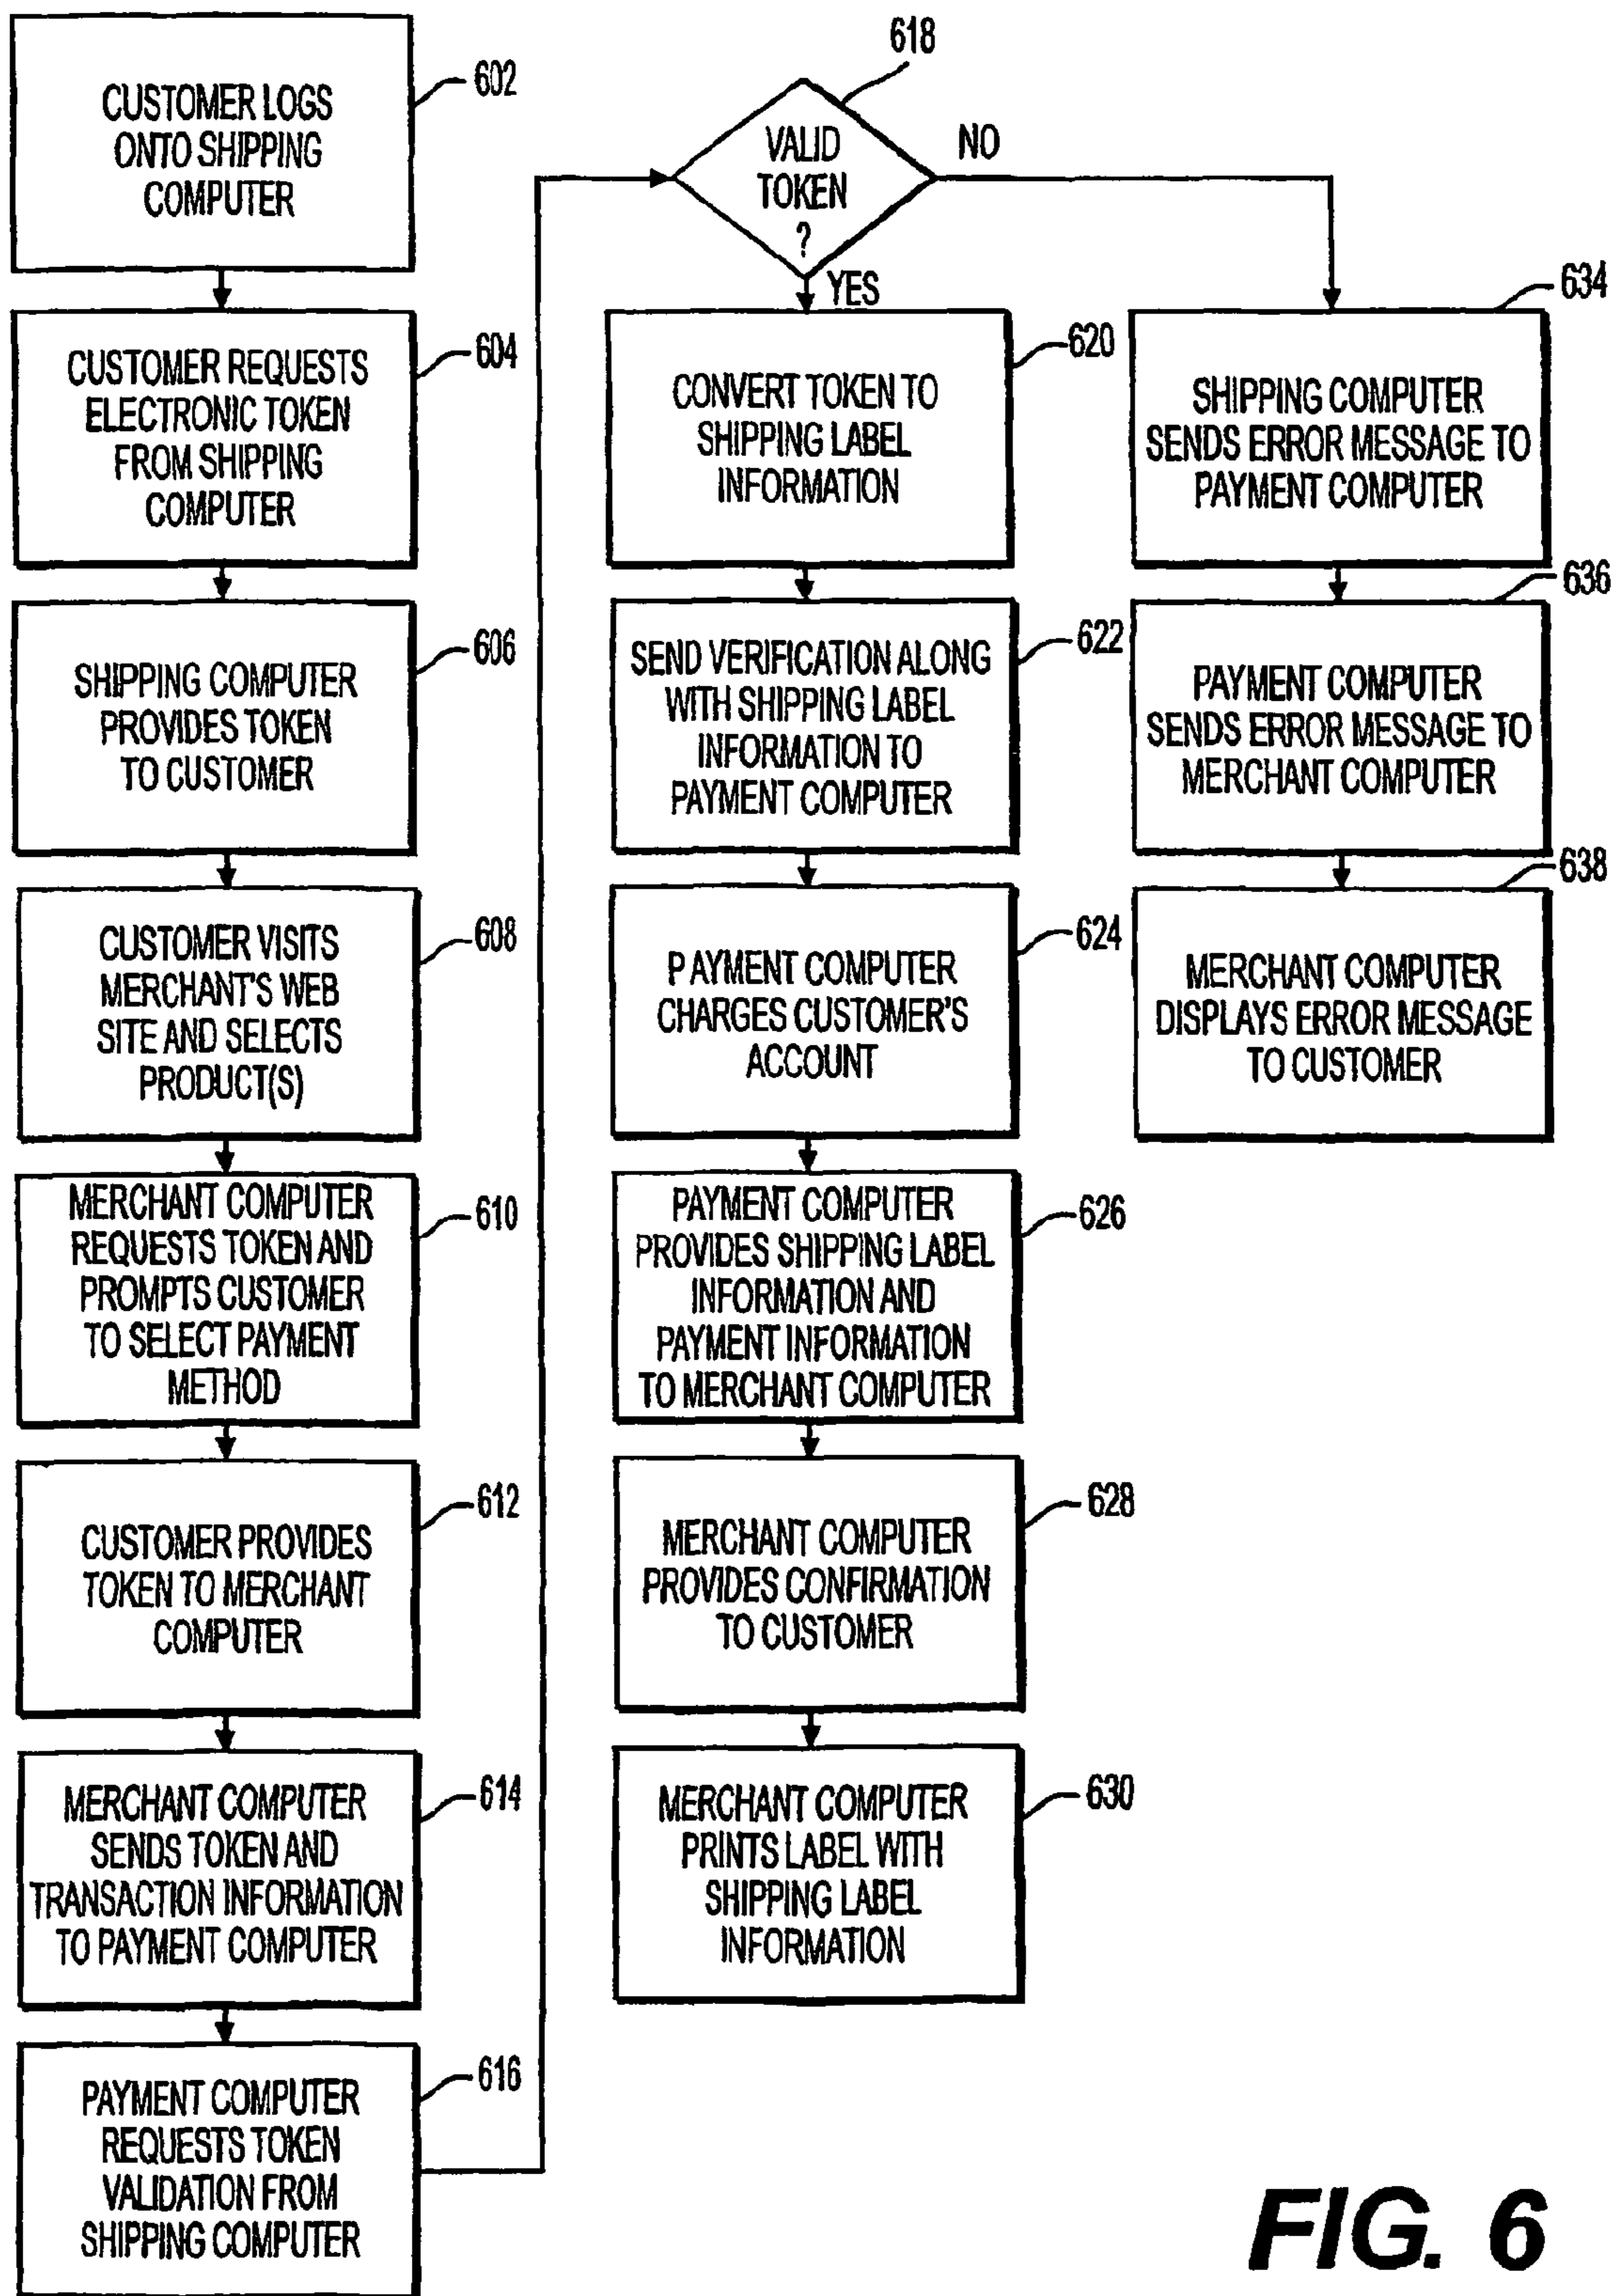 CUSTOMER LOGS
ONTO SHIPPING
COMPUTER
602
CUSTOMER REQUESTS
ELECTRONIC TOKEN
FROM SHIPPING
COMPUTER
604
SHIPPING COMPUTER
PROVIDES TOKEN
TO CUSTOMER
606
CUSTOMER VISITS
MERCHANT'S WEB
SITE AND SELECTS
PRODUCT(S)
608
MERCHANT COMPUTER
REQUESTS TOKEN AND
PROMPTS CUSTOMER
TO SELECT PAYMENT
METHOD
610
CUSTOMER PROVIDES
TOKEN TO MERCHANT
COMPUTER
612
MERCHANT COMPUTER
SENDS TOKEN AND
TRANSACTION INFORMATION
TO PAYMENT COMPUTER
614
PAYMENT COMPUTER
REQUESTS TOKEN
VALIDATION FROM
SHIPPING COMPUTER
616
618
VALID
TOKEN
?
NO
YES
CONVERT TOKEN TO
SHIPPING LABEL
INFORMATION
620
SEND VERIFICATION ALONG
WITH SHIPPING LABEL
INFORMATION TO
PAYMENT COMPUTER
622
PAYMENT COMPUTER
CHARGES CUSTOMER'S
ACCOUNT
624
PAYMENT COMPUTER
PROVIDES SHIPPING LABEL
INFORMATION AND
PAYMENT INFORMATION
TO MERCHANT COMPUTER
626
MERCHANT COMPUTER
PROVIDES CONFIRMATION
TO CUSTOMER
628
MERCHANT COMPUTER
PRINTS LABEL WITH
SHIPPING LABEL
INFORMATION
630
634
SHIPPING COMPUTER
SENDS ERROR MESSAGE TO
PAYMENT COMPUTER
636
PAYMENT COMPUTER
SENDS ERROR MESSAGE TO
MERCHANT COMPUTER
638
MERCHANT COMPUTER
DISPLAYS ERROR MESSAGE
TO CUSTOMER
FIG. 6